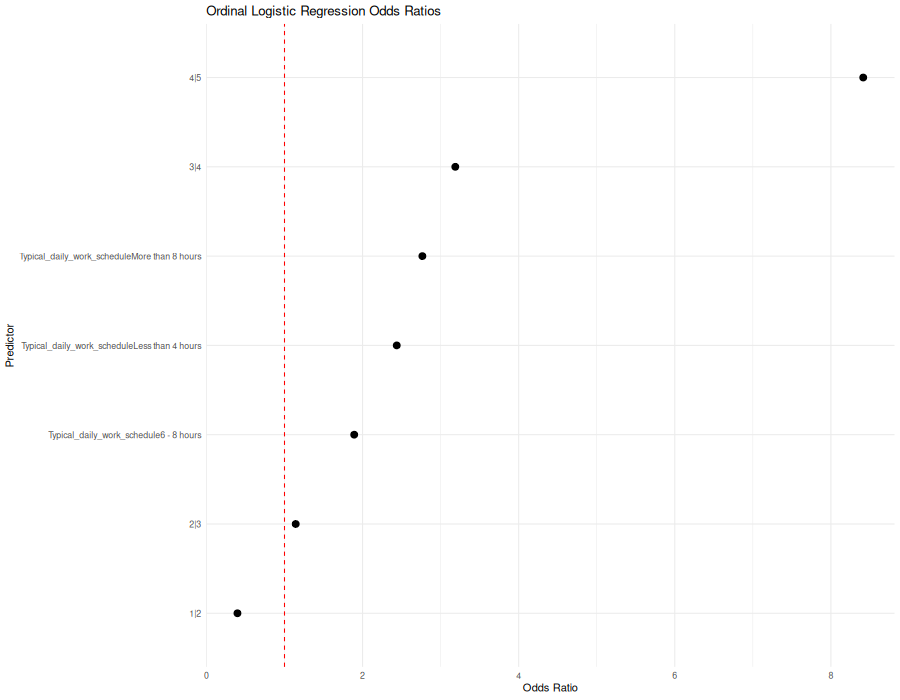 Ordinal Logistic Regression Odds Ratios
4|5
3|4
Typical_daily_work_scheduleMore than 8 hours
Typical_daily_work_scheduleLess than 4 hours
Typical_daily_work_schedule6 - 8 hours
2|3
1|2
Predictor
0 2 4 6 8
Odds Ratio